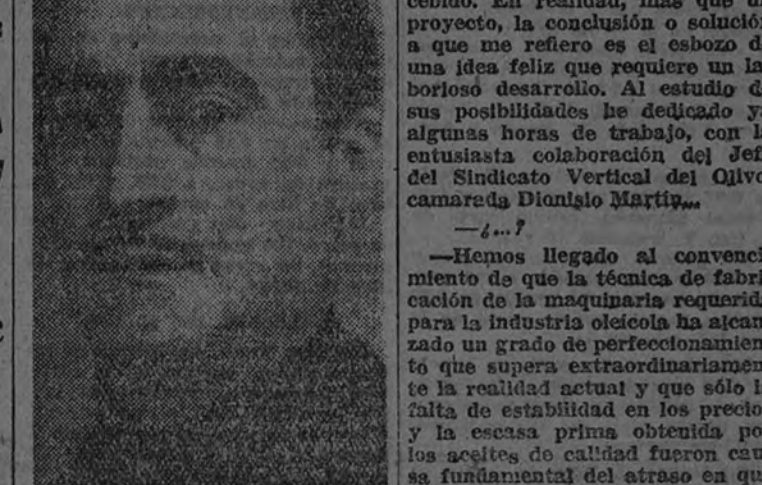 cebido. En realidad, más que u
proyecto, la conclusión o solució
a que me refiero es el esbozo d
una idea feliz que requiere un la
borioso desarrollo. Al estudio d
sus posibilidades he dedicado y
algunas horas de trabajo, con l
entusiasta colaboración del Jef
del Sindicato Vertical del Olivo
camarada Dionisio Martín...
—¿...?
—Hemos llegado al convenci
miento de que la técnica de fabri
cación de la maquinaria requerid
para la industria oleícola ha alcan
zado un grado de perfeccionamien
to que supera extraordinariamen
te la realidad actual y que sólo l
falta de estabilidad en los precio
y la escasa prima obtenida po
los aceites de calidad fueron cau
sa fundamental del atraso en qu